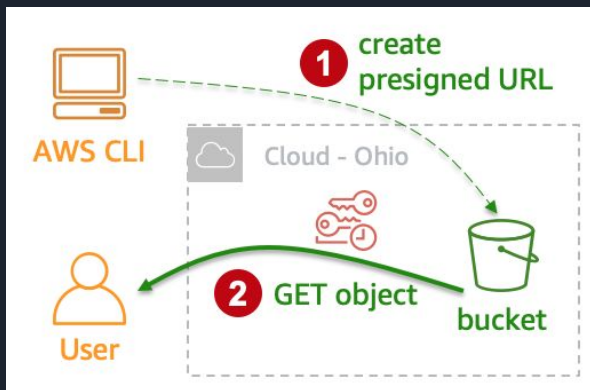 1
create
presigned URL
AWS CLI
Cloud - Ohio
2
GET object
bucket
User